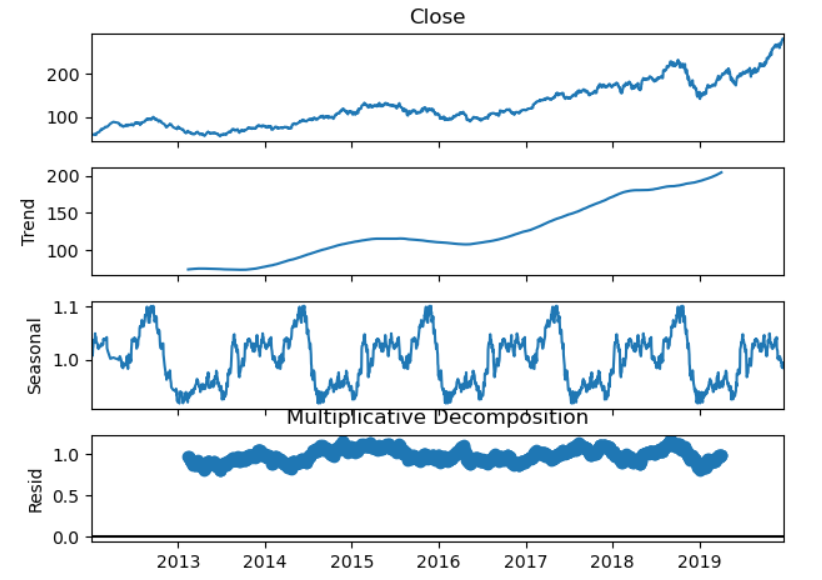 Close
200
100
Trend
200
150
100
Seasonal
1.1
1.0
Multiplicative Decomposition
Resid
1.0
0.5
0.0
2013 2014 2015 2016 2017 2018 2019